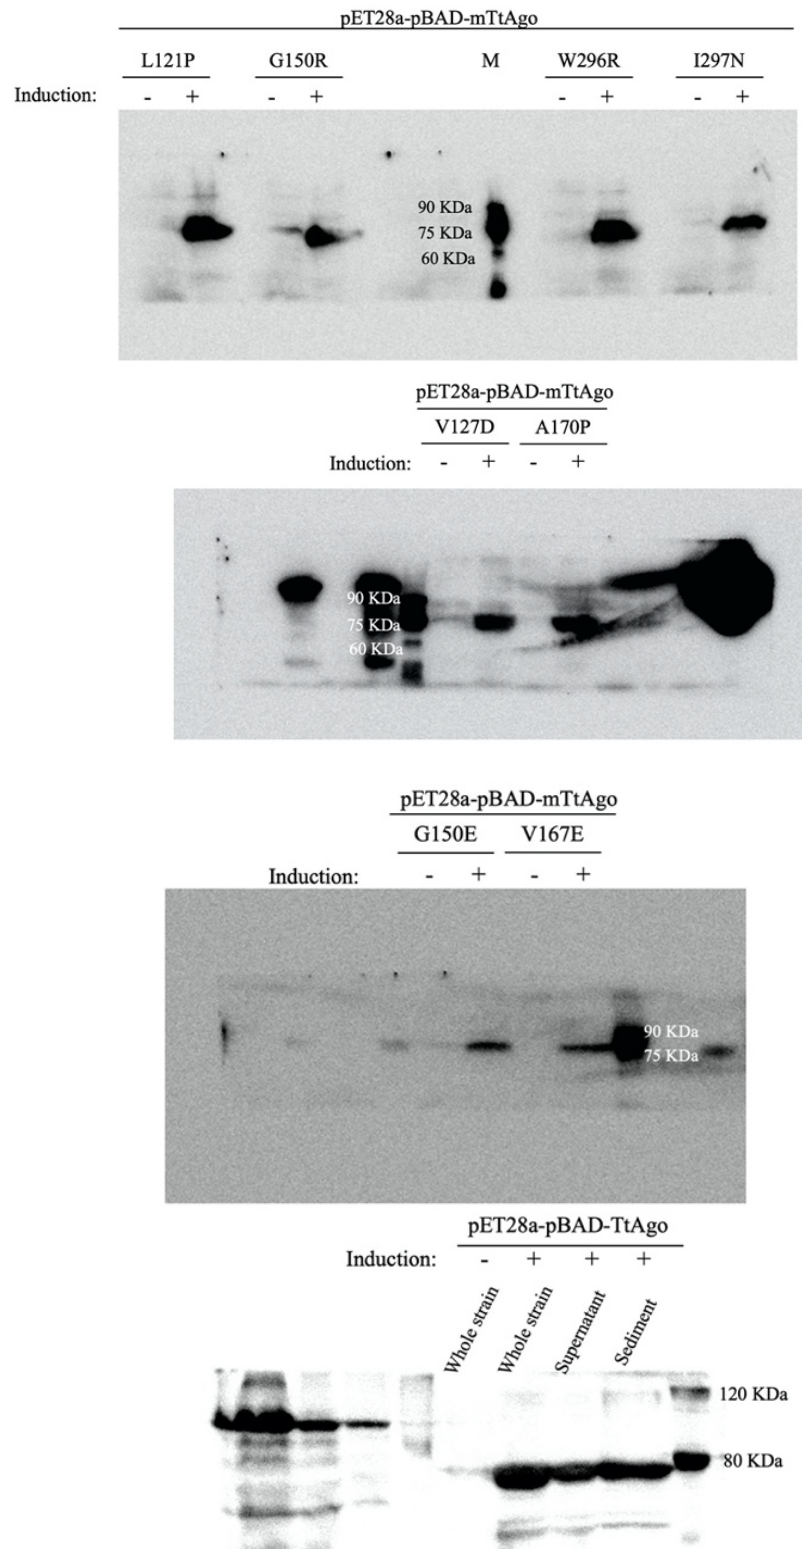 pET28a-pBAD-mTtAgo
L121P G150R M W296R I297N
Induction: - + - + - + - +
90 KDa
75 KDa
60 KDa
pET28a-pBAD-mTtAgo
V127D A170P
Induction: - + - +
90 KDa
75 KDa
60 KDa
pET28a-pBAD-mTtAgo
G150E V167E
Induction: - + - +
90 KDa
75 KDa
pET28a-pBAD-TtAgo
Induction: - + + +
Whole strain Whole strain Supernatant Sediment
120 KDa
80 KDa